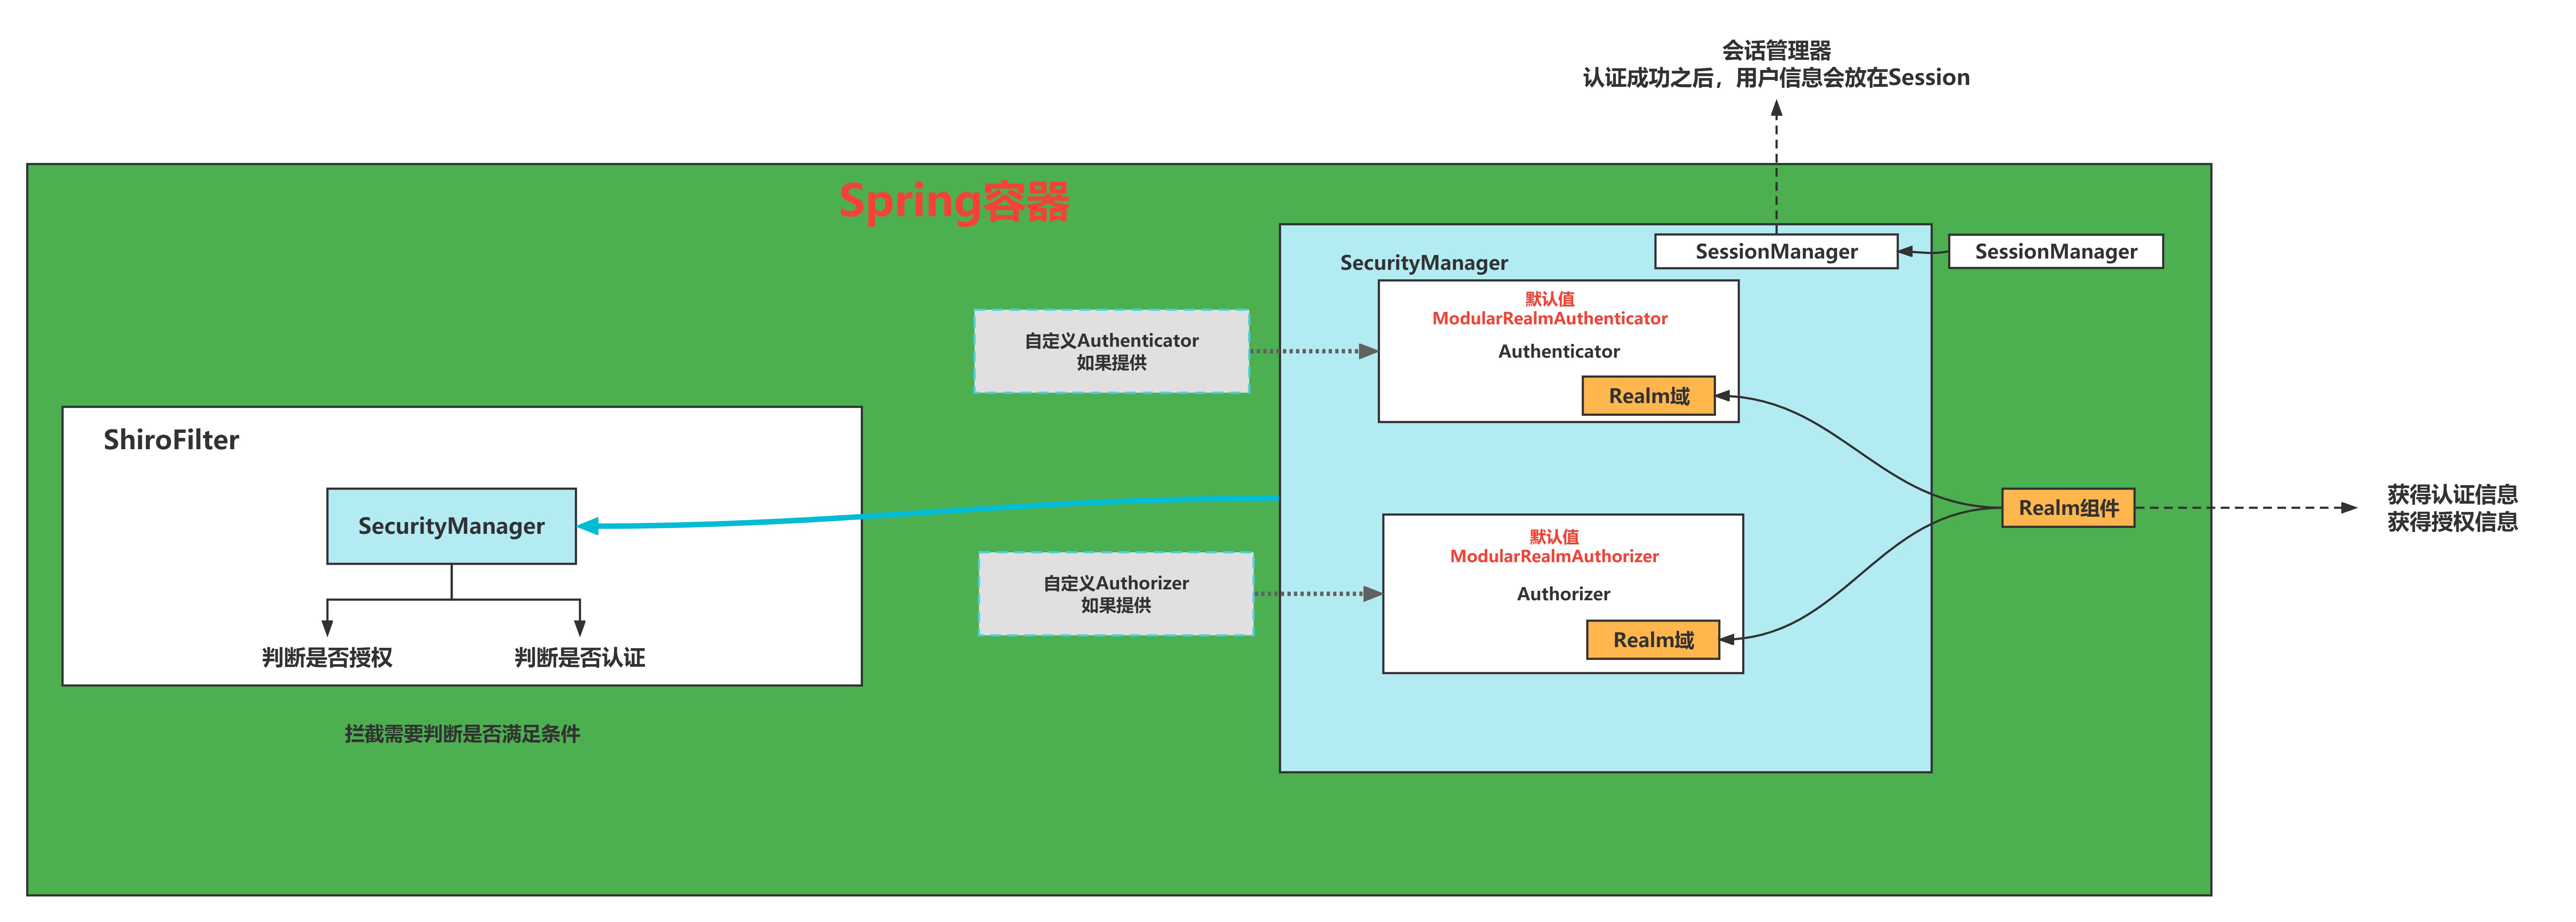 会话管理器
认证成功之后，用户信息会放在Session
Spring容器
SecurityManager
SessionManager
SessionManager
默认值
ModularRealmAuthenticator
Authenticator
Realm域
自定义Authenticator
如果提供
ShiroFilter
SecurityManager
判断是否授权
判断是否认证
拦截需要判断是否满足条件
自定义Authorizer
如果提供
默认值
ModularRealmAuthorizer
Authorizer
Realm域
Realm组件
获得认证信息
获得授权信息